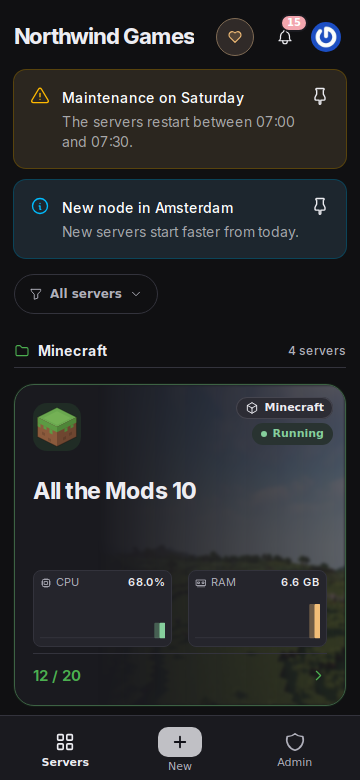 Northwind Games
15
Maintenance on Saturday
The servers restart between 07:00
and 07:30.
New node in Amsterdam
New servers start faster from today.
All servers
Minecraft
4 servers
Minecraft
Running
All the Mods 10
CPU
68.0%
RAM
6.6 GB
12 / 20
Servers
New
Admin